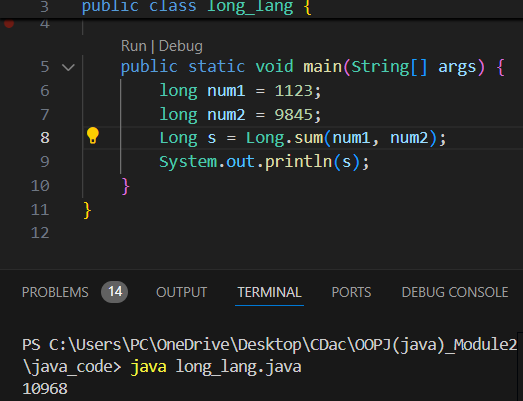 3 public class long_lang {
4
Run | Debug
5 public static void main(String[] args) {
6 long num1 = 1123;
7 long num2 = 9845;
8 Long s = Long.sum(num1, num2);
9 System.out.println(s);
10 }
11 }
12
PROBLEMS 14 OUTPUT TERMINAL PORTS DEBUG CONSOLE
PS C:\Users\PC\OneDrive\Desktop\CDac\OOPJ(java)_Module2
\java_code> java long_lang.java
10968